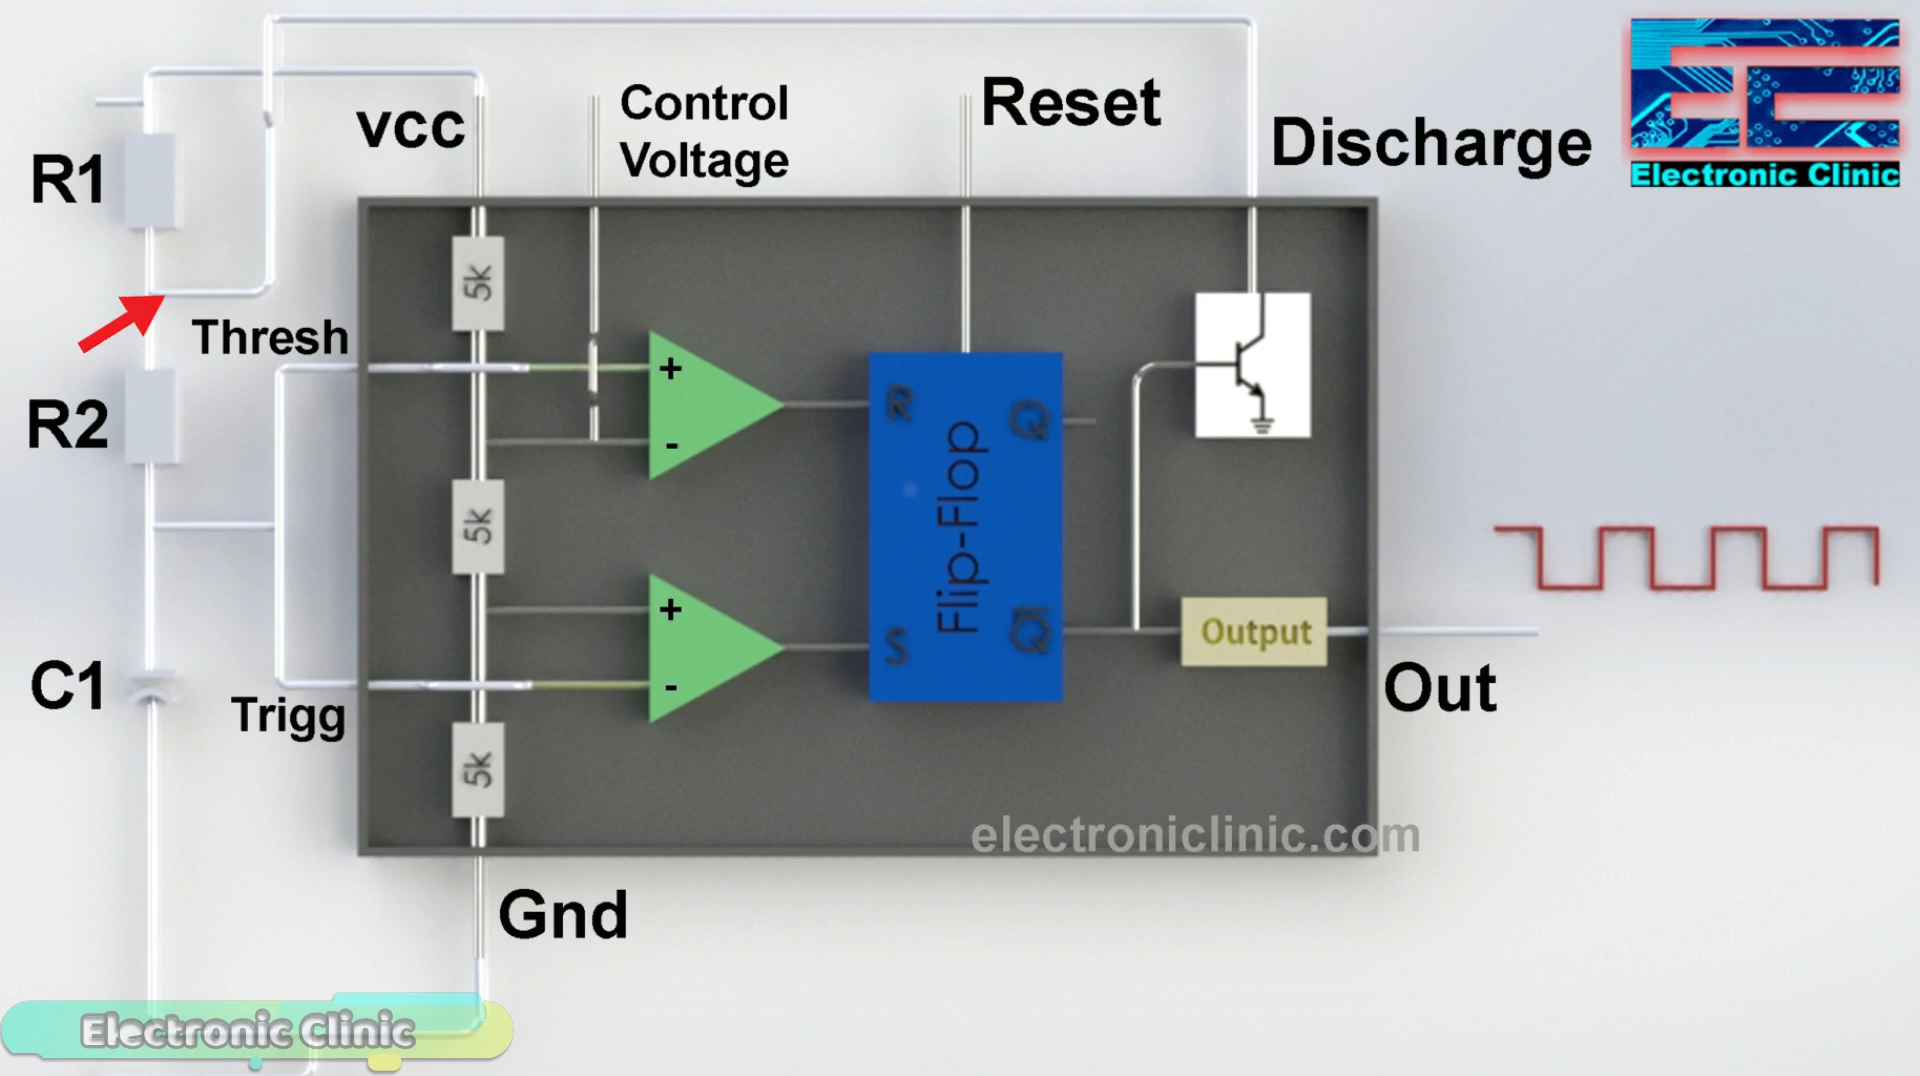 Control
Voltage
Reset
vcc
Discharge
Electronic Clinic
R1
5k
Thresh
+
-
R
Q
R2
Flip-Flop
5k
+
-
S
Q̅
Output
C1
Trigg
Out
5k
electroniclinic.com
Gnd
Electronic Clinic